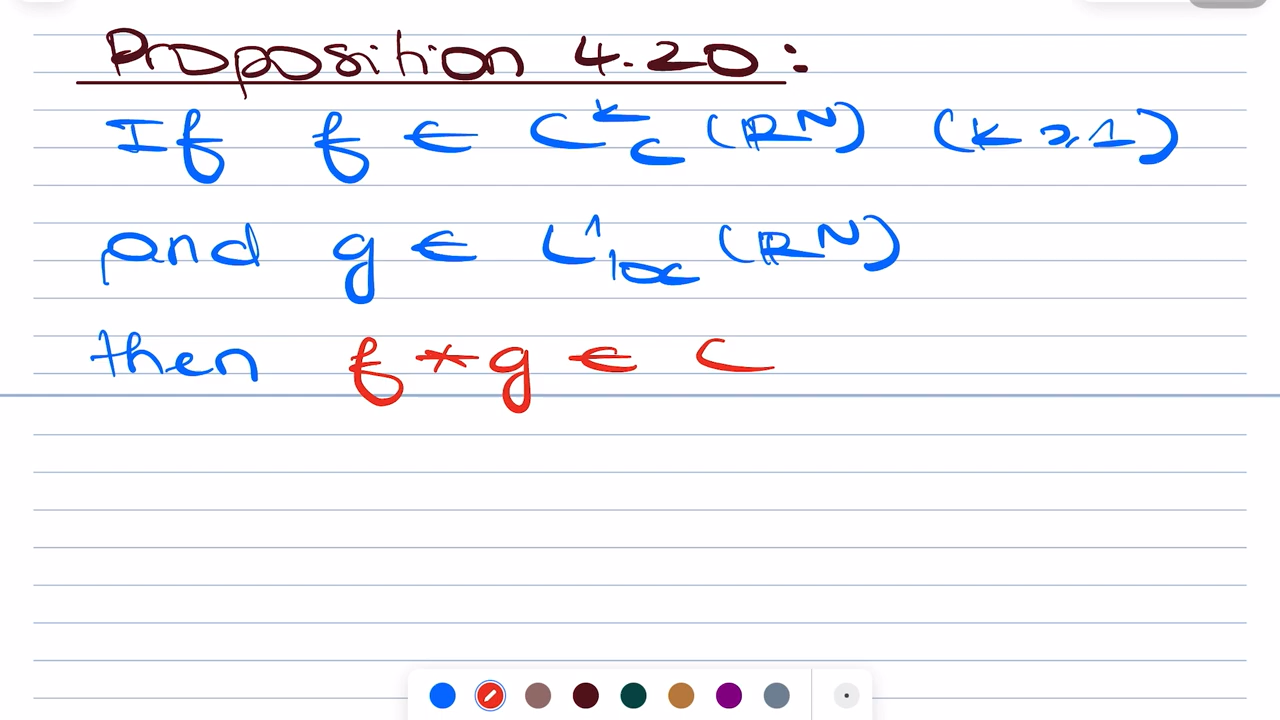 Proposition 4.20:
If f ∈ C^k_c (RN) (k ≥ 1)
and g ∈ L^1_loc (RN)
then f * g ∈ C